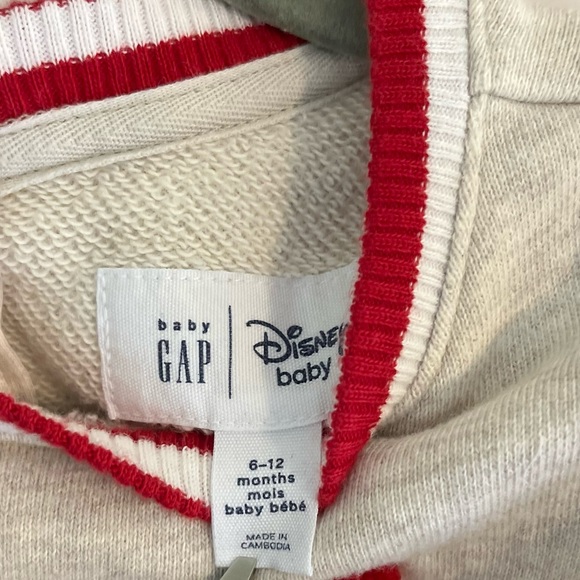 baby
GAP
Disney
baby
6-12
months
mois
baby bébé
MADE IN
CAMBODIA